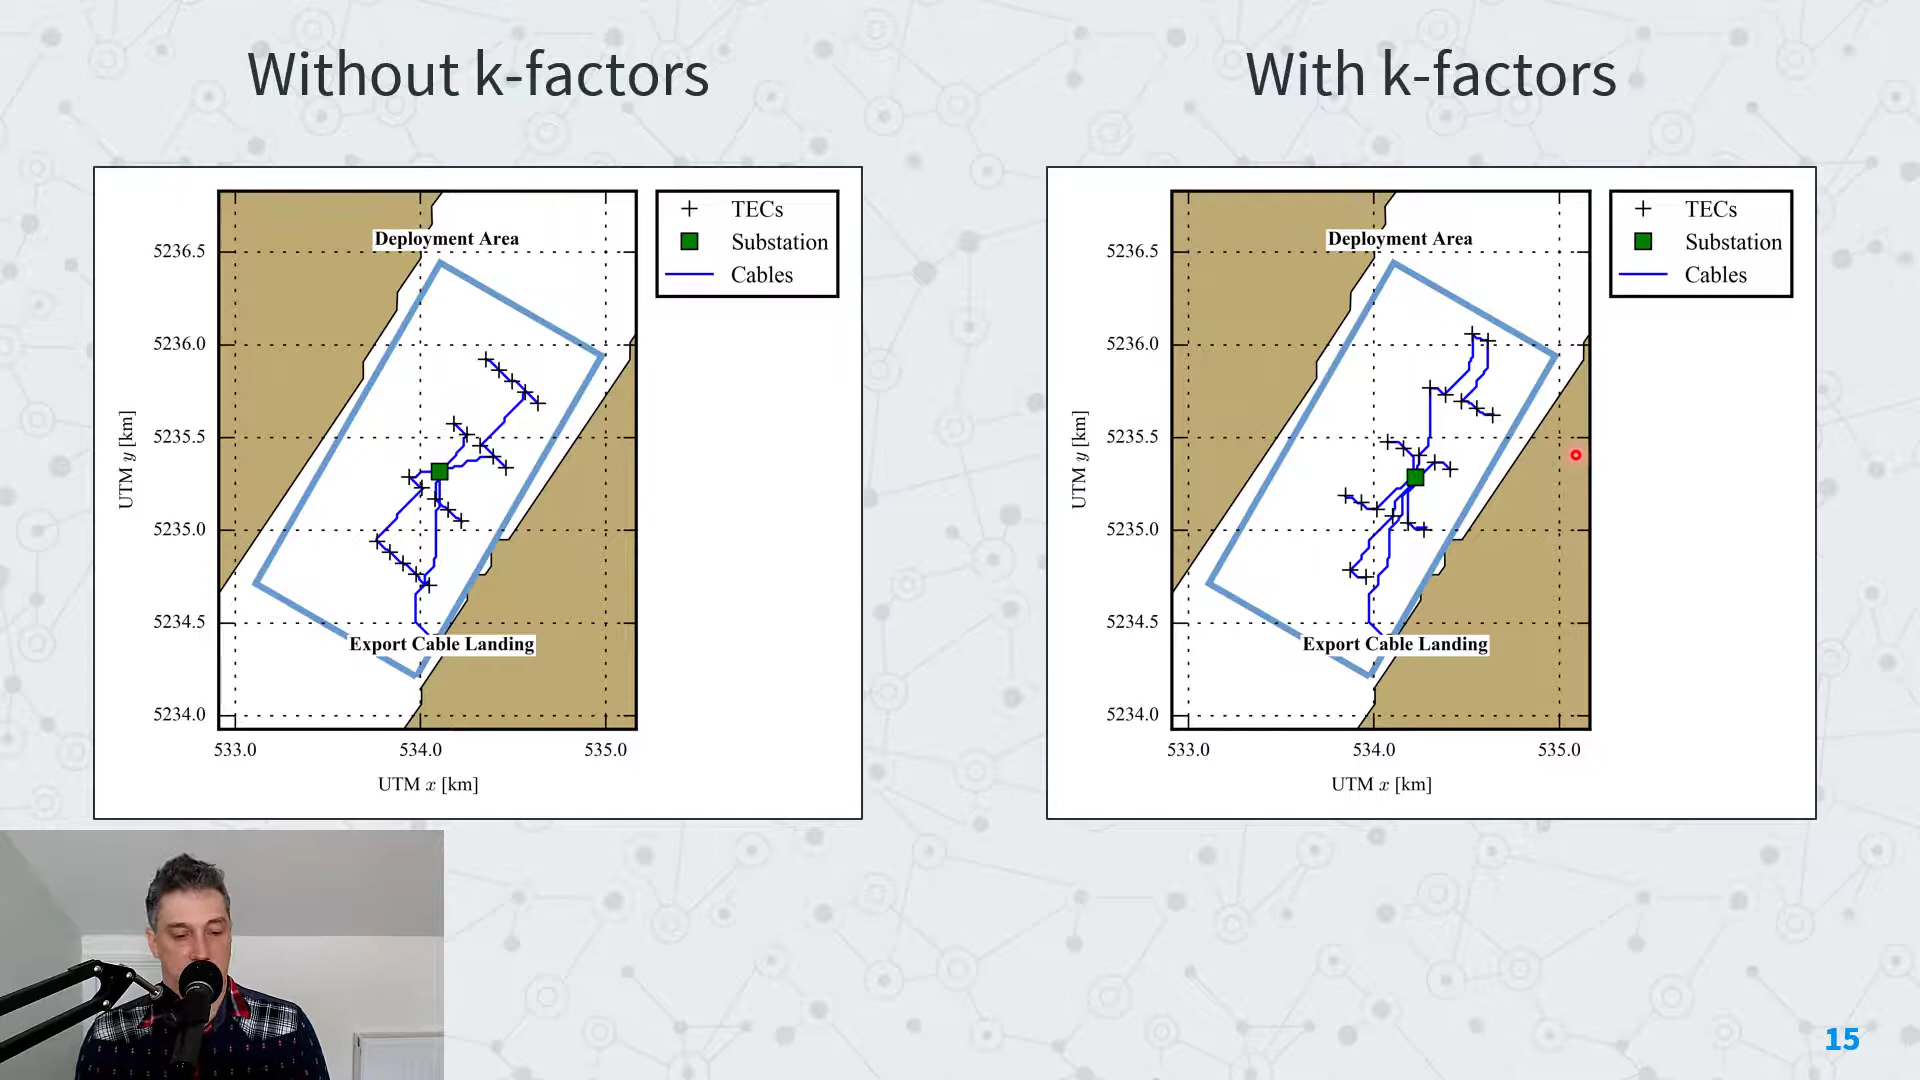 Without k-factors
With k-factors
Deployment Area
Export Cable Landing
TECs
Substation
Cables
5236.5
5236.0
5235.5
5235.0
5234.5
5234.0
533.0
534.0
535.0
UTM x [km]
UTM y [km]
Deployment Area
Export Cable Landing
TECs
Substation
Cables
5236.5
5236.0
5235.5
5235.0
5234.5
5234.0
533.0
534.0
535.0
UTM x [km]
UTM y [km]
15